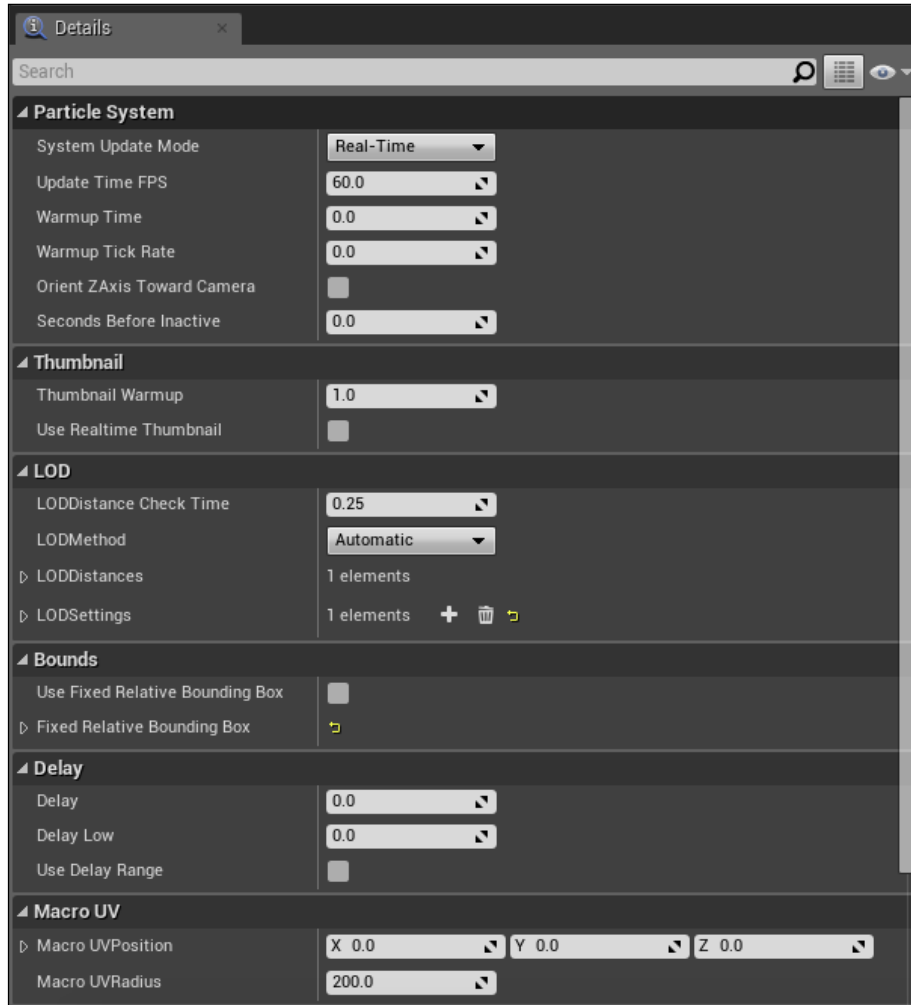 Details
Search
Particle System
System Update Mode Real-Time
Update Time FPS 60.0
Warmup Time 0.0
Warmup Tick Rate 0.0
Orient ZAxis Toward Camera
Seconds Before Inactive 0.0
Thumbnail
Thumbnail Warmup 1.0
Use Realtime Thumbnail
LOD
LODDistance Check Time 0.25
LODMethod Automatic
LODDistances 1 elements
LODSettings 1 elements
Bounds
Use Fixed Relative Bounding Box
Fixed Relative Bounding Box
Delay
Delay 0.0
Delay Low 0.0
Use Delay Range
Macro UV
Macro UVPosition X 0.0 Y 0.0 Z 0.0
Macro UVRadius 200.0